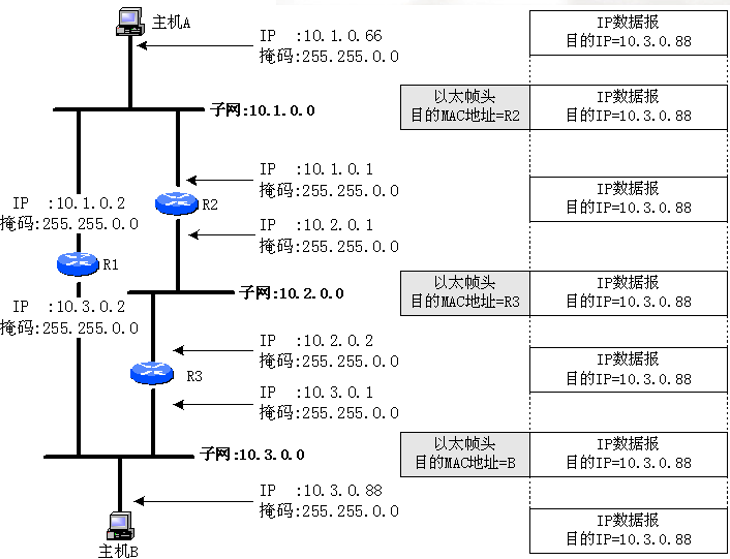 主机A
IP :10.1.0.66
掩码:255.255.0.0
子网:10.1.0.0
IP :10.1.0.1
掩码:255.255.0.0
R2
IP :10.1.0.2
掩码:255.255.0.0
IP :10.2.0.1
掩码:255.255.0.0
R1
子网:10.2.0.0
IP :10.3.0.2
掩码:255.255.0.0
IP :10.2.0.2
掩码:255.255.0.0
R3
IP :10.3.0.1
掩码:255.255.0.0
子网:10.3.0.0
IP :10.3.0.88
掩码:255.255.0.0
主机B
IP数据报
目的IP=10.3.0.88
以太帧头
目的MAC地址=R2
IP数据报
目的IP=10.3.0.88
IP数据报
目的IP=10.3.0.88
以太帧头
目的MAC地址=R3
IP数据报
目的IP=10.3.0.88
IP数据报
目的IP=10.3.0.88
以太帧头
目的MAC地址=B
IP数据报
目的IP=10.3.0.88
IP数据报
目的IP=10.3.0.88